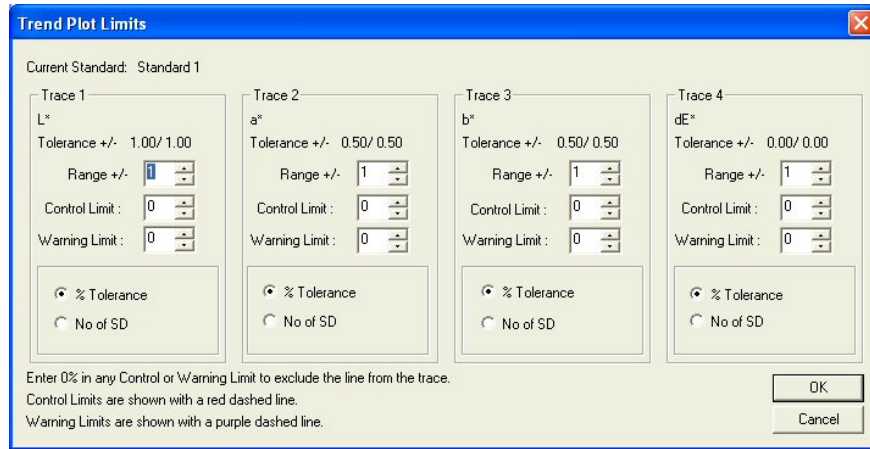 Trend Plot Limits
Current Standard: Standard 1
Trace 1
L*
Tolerance +/- 1.00/ 1.00
Range +/- 1
Control Limit : 0
Warning Limit : 0
% Tolerance
No of SD
Trace 2
a*
Tolerance +/- 0.50/ 0.50
Range +/- 1
Control Limit : 0
Warning Limit : 0
% Tolerance
No of SD
Trace 3
b*
Tolerance +/- 0.50/ 0.50
Range +/- 1
Control Limit : 0
Warning Limit : 0
% Tolerance
No of SD
Trace 4
dE*
Tolerance +/- 0.00/ 0.00
Range +/- 1
Control Limit : 0
Warning Limit : 0
% Tolerance
No of SD
Enter 0% in any Control or Warning Limit to exclude the line from the trace.
Control Limits are shown with a red dashed line.
Warning Limits are shown with a purple dashed line.
OK
Cancel